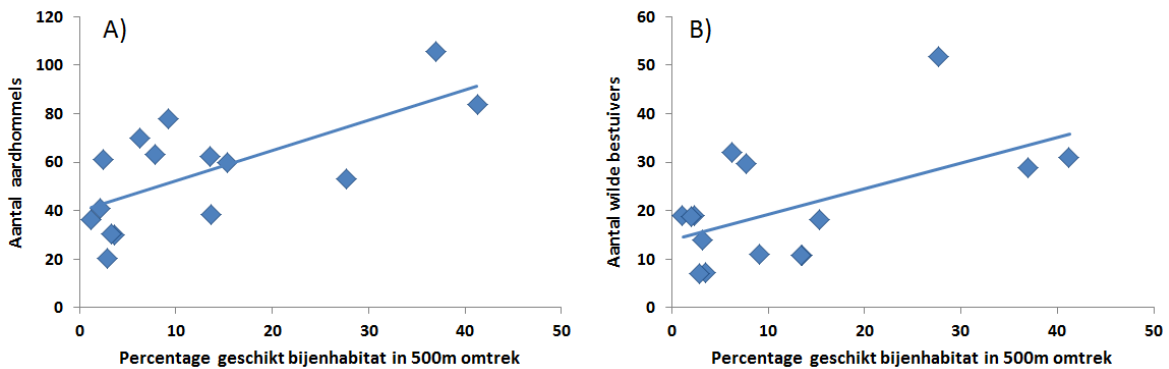 A)
Aantal aardhommels
120
100
80
60
40
20
0
0 10 20 30 40 50
Percentage geschikt bijenhabitat in 500m omtrek
B)
Aantal wilde bestuivers
60
50
40
30
20
10
0
0 10 20 30 40 50
Percentage geschikt bijenhabitat in 500m omtrek